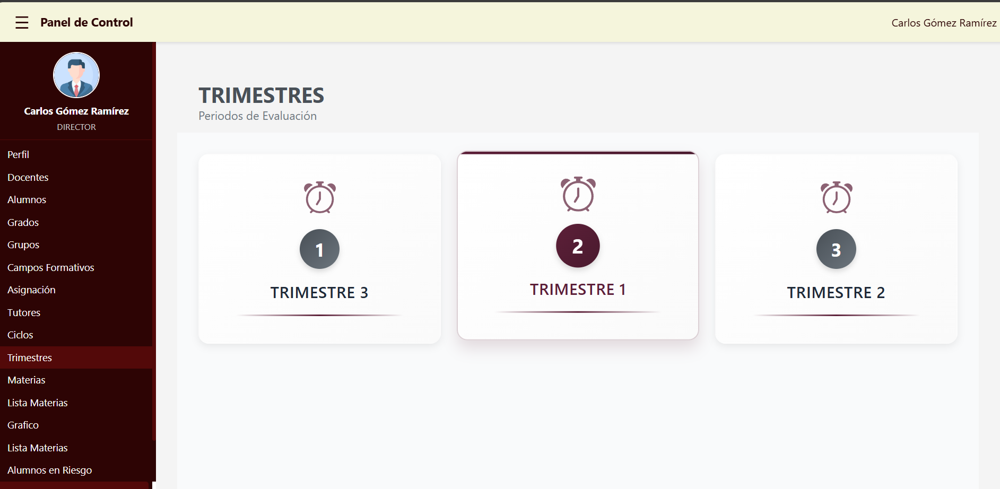 Panel de Control
Carlos Gómez Ramírez
Carlos Gómez Ramírez
DIRECTOR
Perfil
Docentes
Alumnos
Grados
Grupos
Campos Formativos
Asignación
Tutores
Ciclos
Trimestres
Materias
Lista Materias
Grafico
Lista Materias
Alumnos en Riesgo
TRIMESTRES
Periodos de Evaluación
1
TRIMESTRE 3
2
TRIMESTRE 1
3
TRIMESTRE 2